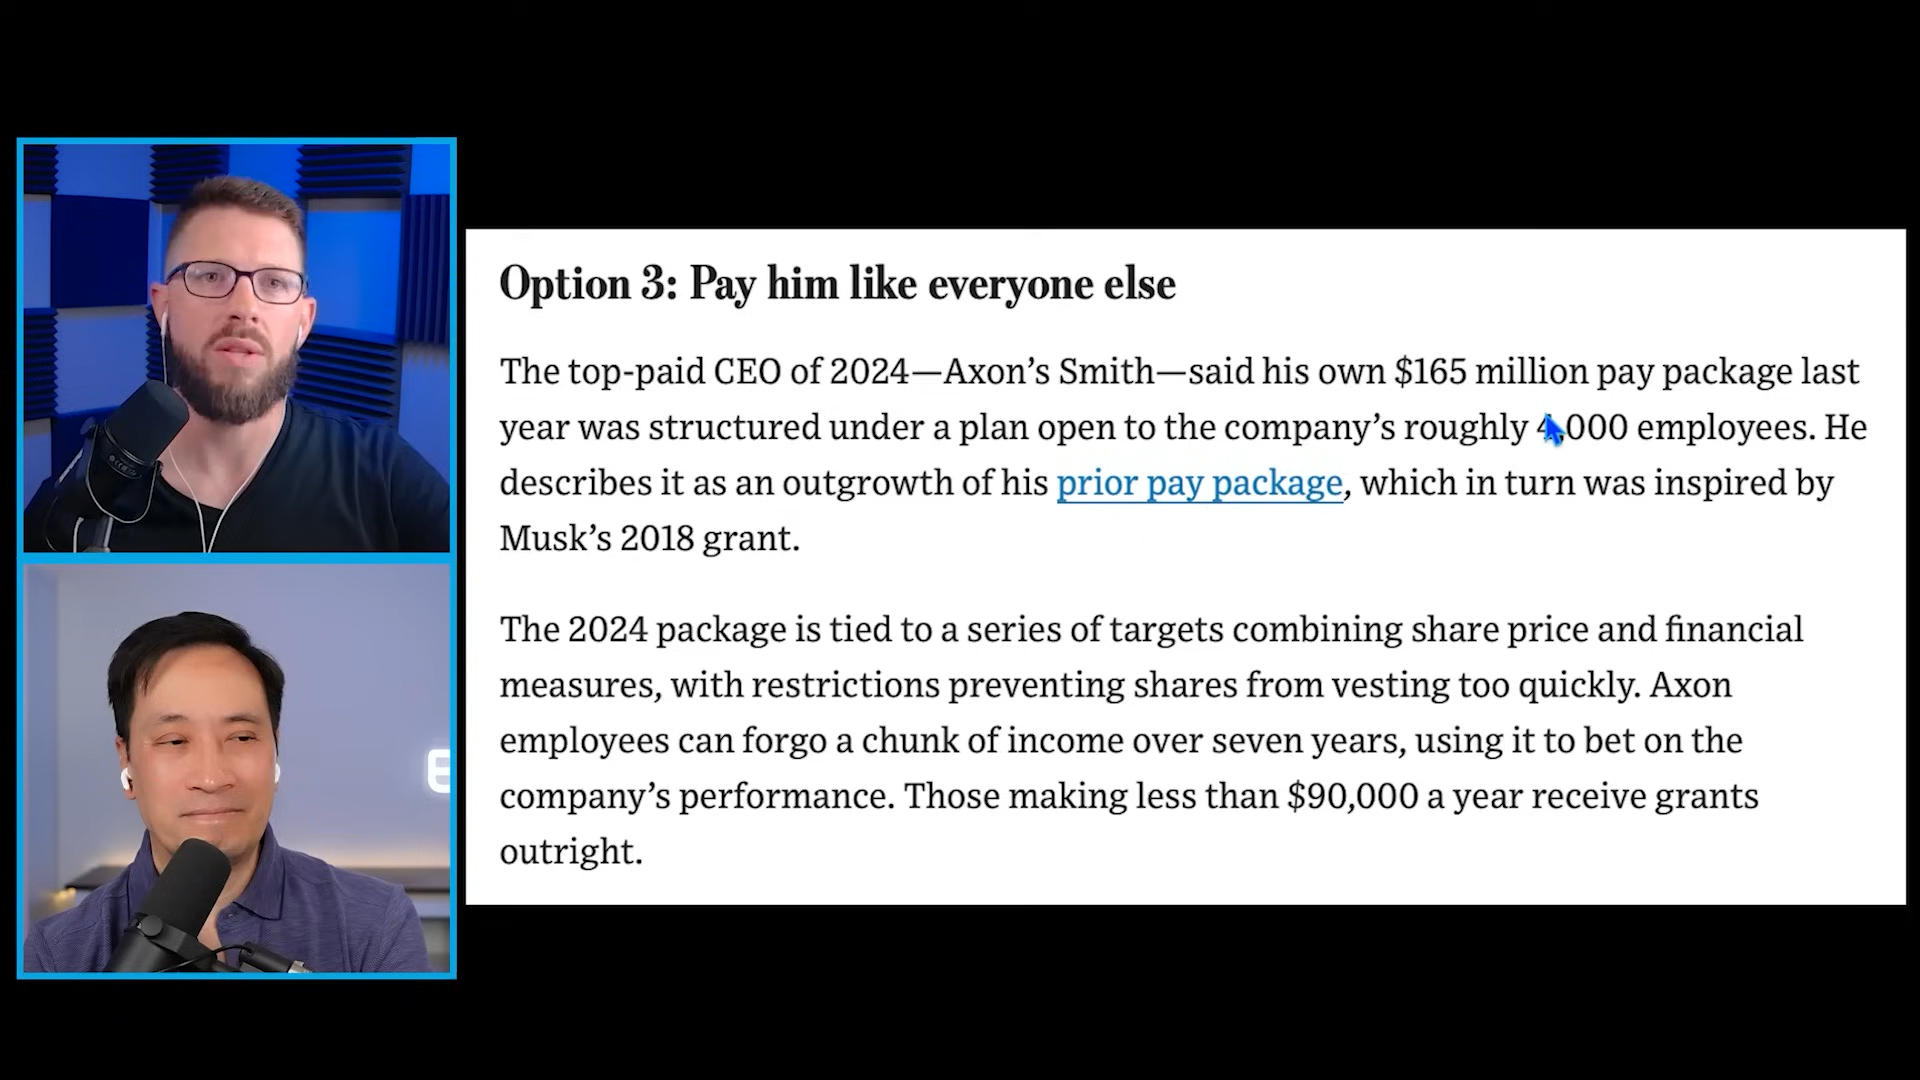 Option 3: Pay him like everyone else
The top-paid CEO of 2024—Axon’s Smith—said his own $165 million pay package last
year was structured under a plan open to the company’s roughly 4,000 employees. He
describes it as an outgrowth of his prior pay package, which in turn was inspired by
Musk’s 2018 grant.
The 2024 package is tied to a series of targets combining share price and financial
measures, with restrictions preventing shares from vesting too quickly. Axon
employees can forgo a chunk of income over seven years, using it to bet on the
company’s performance. Those making less than $90,000 a year receive grants
outright.